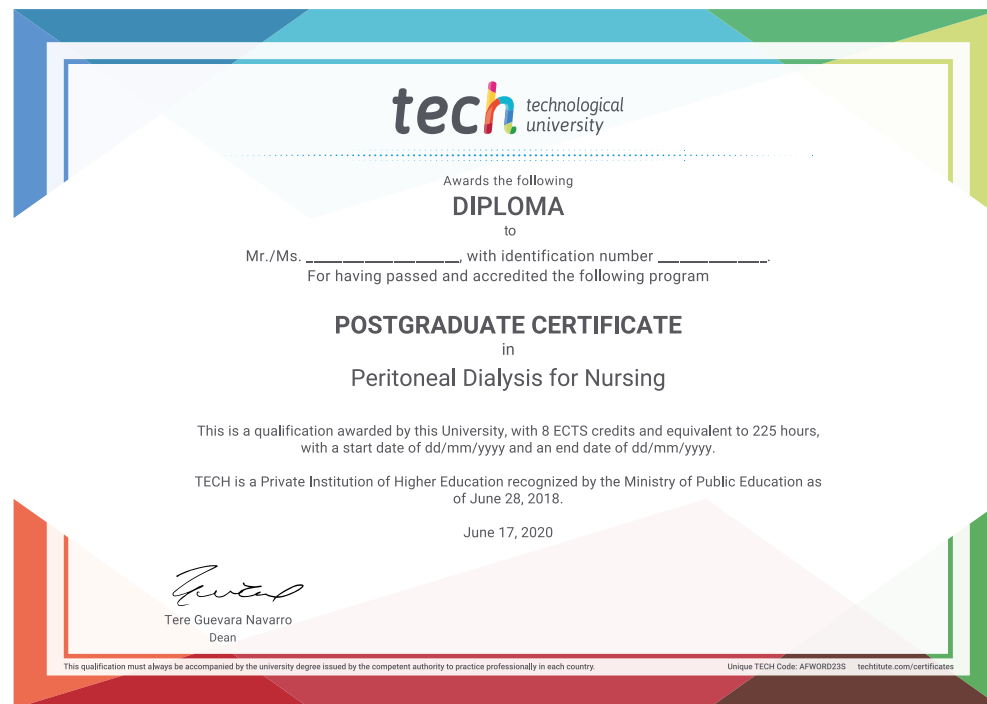 tech technological
university
Awards the following
DIPLOMA
to
Mr./Ms. ____________________, with identification number ______________.
For having passed and accredited the following program
POSTGRADUATE CERTIFICATE
in
Peritoneal Dialysis for Nursing
This is a qualification awarded by this University, with 8 ECTS credits and equivalent to 225 hours,
with a start date of dd/mm/yyyy and an end date of dd/mm/yyyy.
TECH is a Private Institution of Higher Education recognized by the Ministry of Public Education as
of June 28, 2018.
June 17, 2020
Tere Guevara Navarro
Dean
This qualification must always be accompanied by the university degree issued by the competent authority to practice professionally in each country.
Unique TECH Code: AFWORD23S techtitute.com/certificates